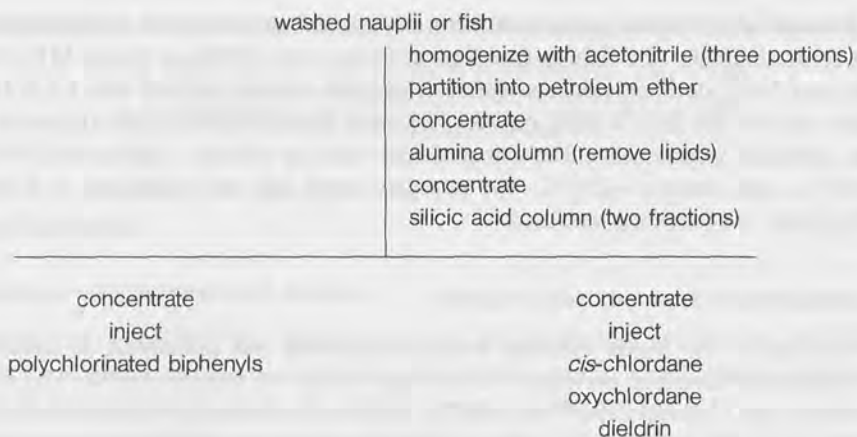 washed nauplii or fish
homogenize with acetonitrile (three portions)
partition into petroleum ether
concentrate
alumina column (remove lipids)
concentrate
silicic acid column (two fractions)
concentrate
inject
polychlorinated biphenyls
concentrate
inject
cis-chlordane
oxychlordane
dieldrin